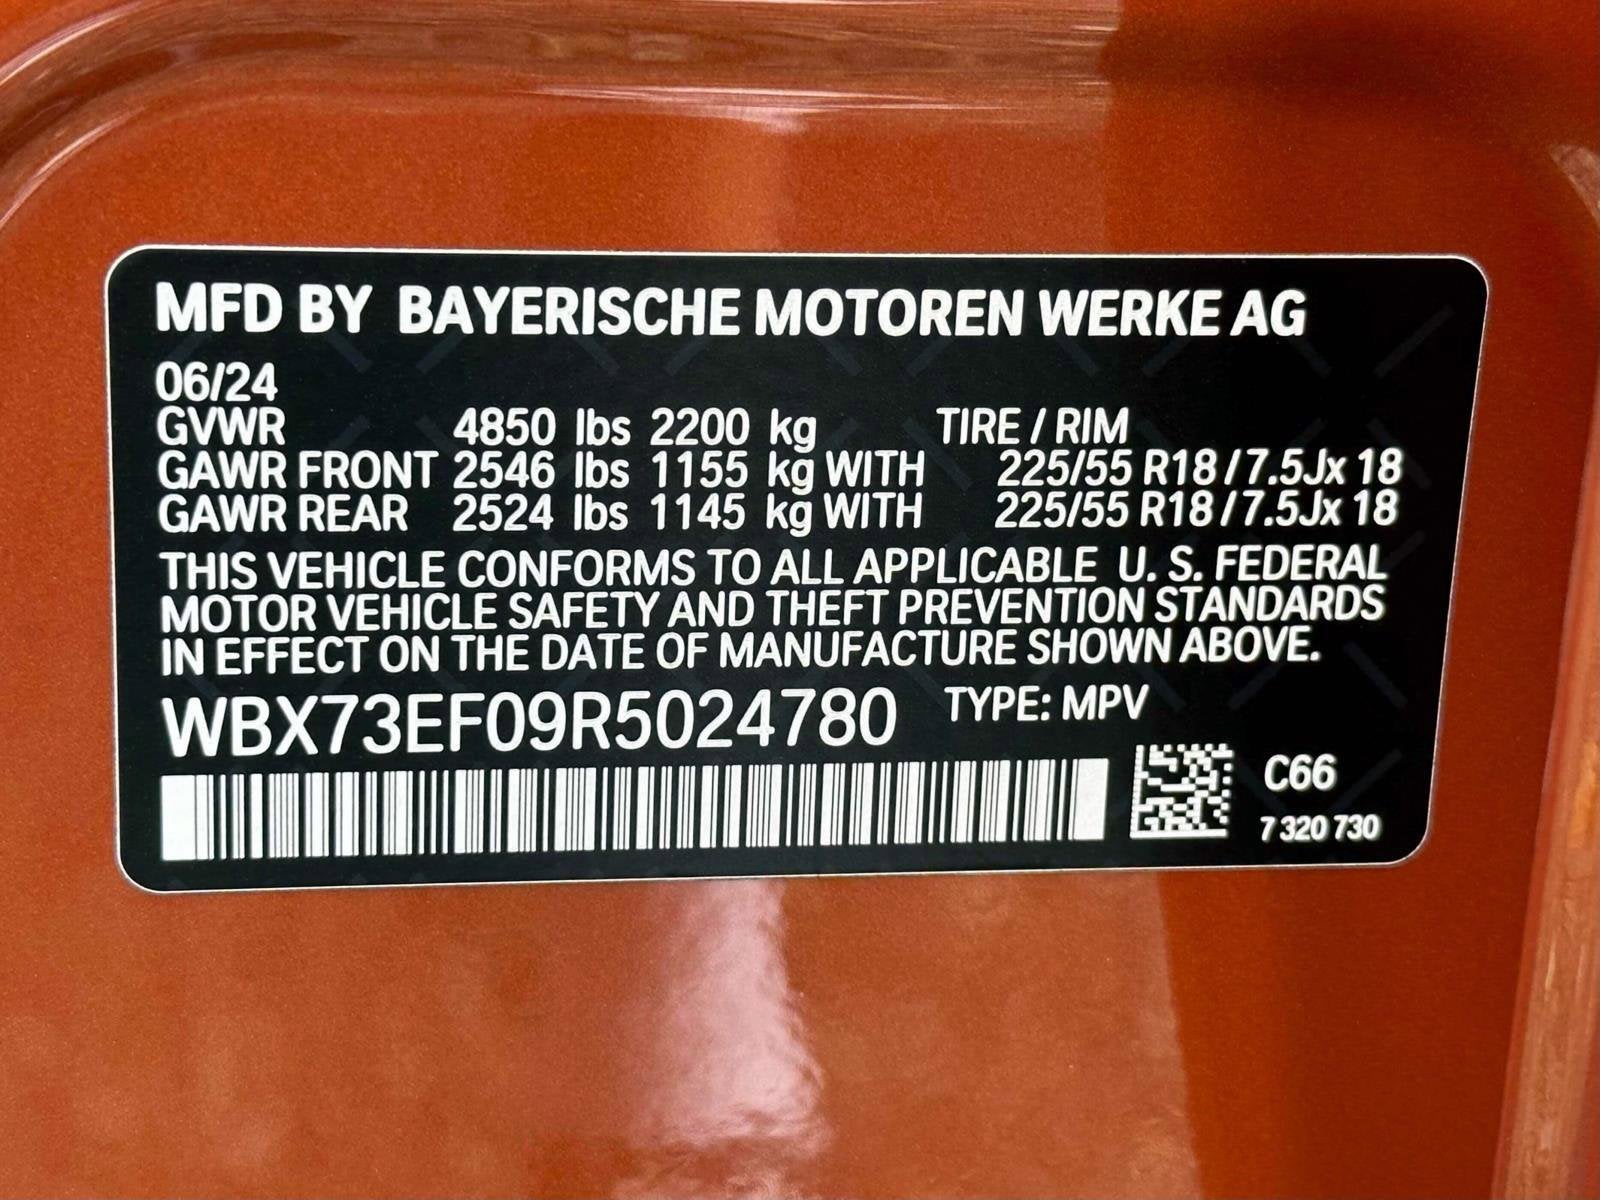 MFD BY BAYERISCHE MOTOREN WERKE AG
06/24
GVWR 4850 lbs 2200 kg TIRE / RIM
GAWR FRONT 2546 lbs 1155 kg WITH 225/55 R18 / 7.5Jx 18
GAWR REAR 2524 lbs 1145 kg WITH 225/55 R18 / 7.5Jx 18
THIS VEHICLE CONFORMS TO ALL APPLICABLE U. S. FEDERAL
MOTOR VEHICLE SAFETY AND THEFT PREVENTION STANDARDS
IN EFFECT ON THE DATE OF MANUFACTURE SHOWN ABOVE.
WBX73EF09R5024780 TYPE: MPV
C66
7 320 730